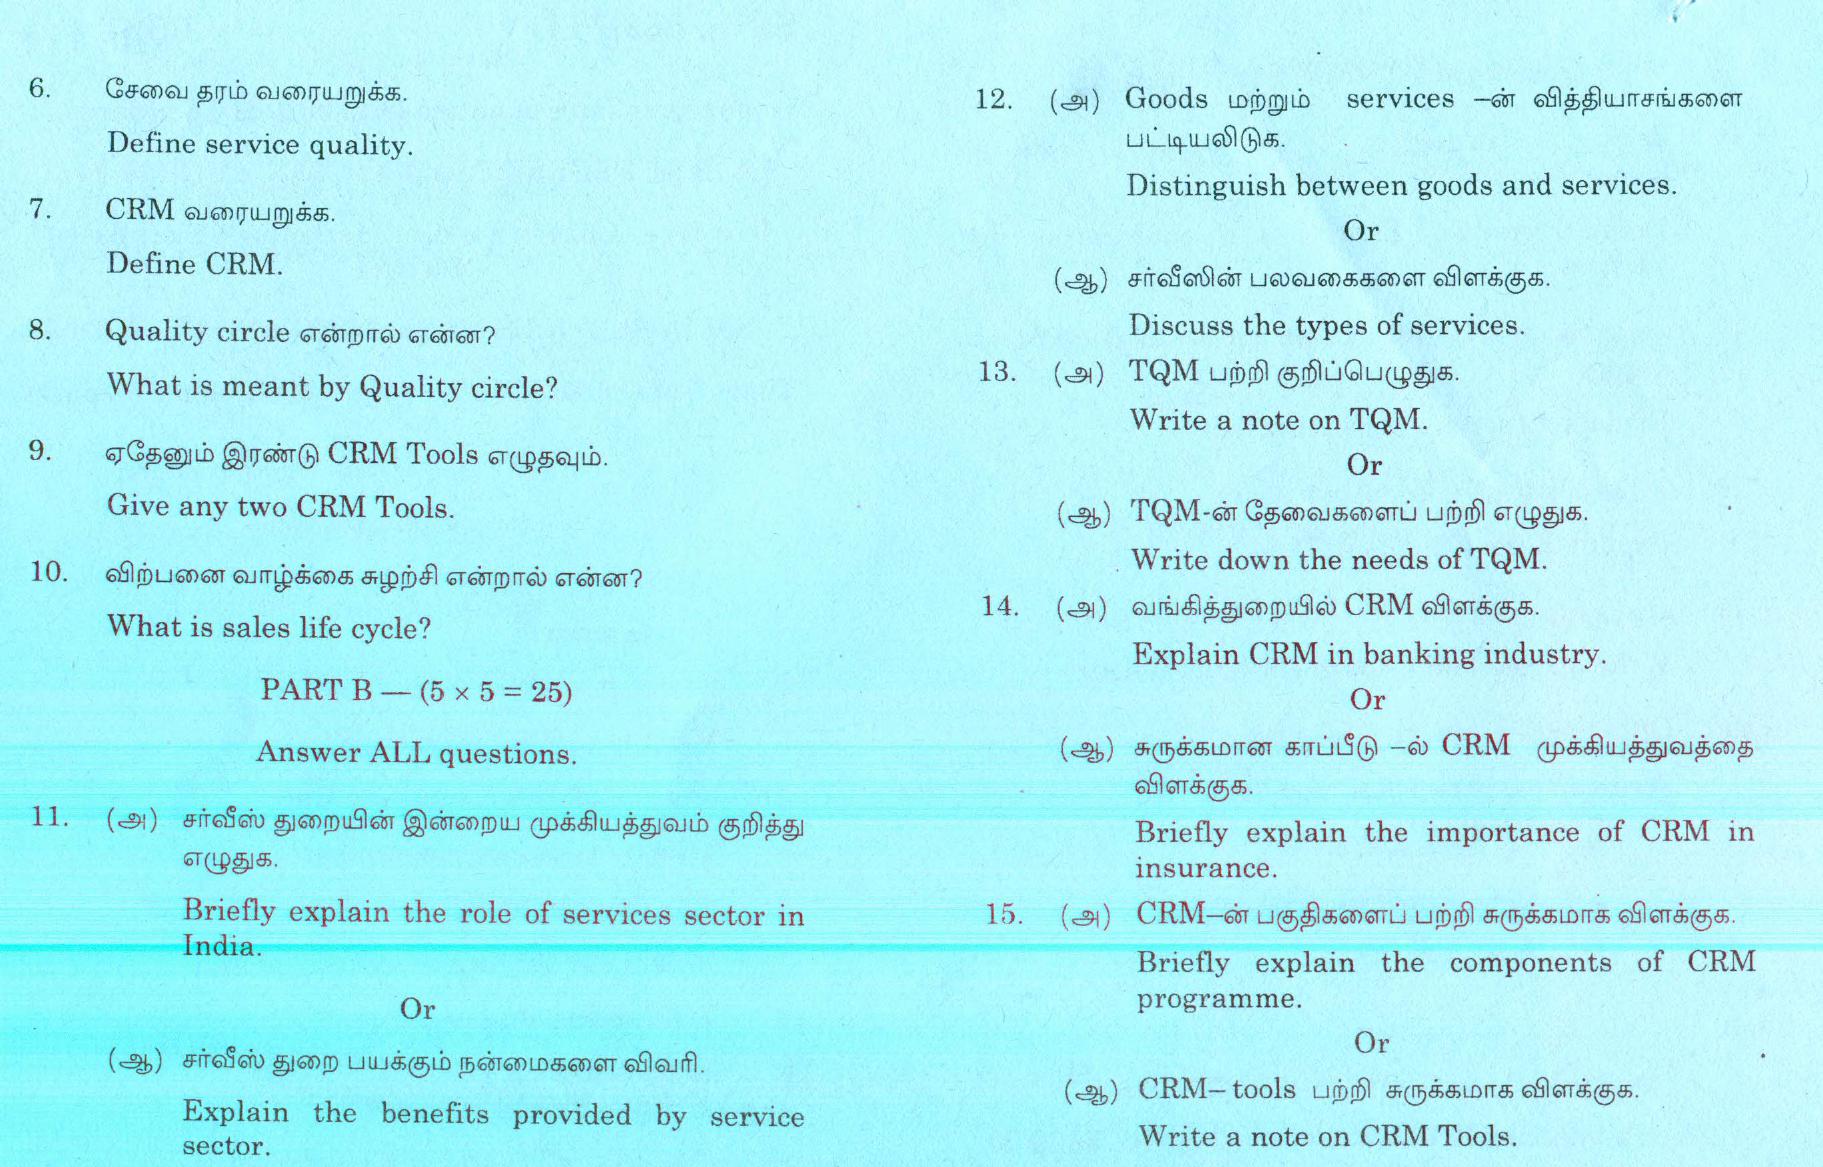 6. சேவை தரம் வரையறுக்க.
Define service quality.
7. CRM வரையறுக்க.
Define CRM.
8. Quality circle என்றால் என்ன?
What is meant by Quality circle?
9. ஏதேனும் இரண்டு CRM Tools எழுதவும்.
Give any two CRM Tools.
10. விற்பனை வாழ்க்கை சுழற்சி என்றால் என்ன?
What is sales life cycle?
PART B — (5 × 5 = 25)
Answer ALL questions.
11. (அ) சர்வீஸ் துறையின் இன்றைய முக்கியத்துவம் குறித்து
எழுதுக.
Briefly explain the role of services sector in
India.
Or
(ஆ) சர்வீஸ் துறை பயக்கும் நன்மைகளை விவரி.
Explain the benefits provided by service
sector.
12. (அ) Goods மற்றும் services –ன் வித்தியாசங்களை
பட்டியலிடுக.
Distinguish between goods and services.
Or
(ஆ) சர்வீஸின் பலவகைகளை விளக்குக.
Discuss the types of services.
13. (அ) TQM பற்றி குறிப்பெழுதுக.
Write a note on TQM.
Or
(ஆ) TQM-ன் தேவைகளைப் பற்றி எழுதுக.
Write down the needs of TQM.
14. (அ) வங்கித்துறையில் CRM விளக்குக.
Explain CRM in banking industry.
Or
(ஆ) சுருக்கமான காப்பீடு –ல் CRM முக்கியத்துவத்தை
விளக்குக.
Briefly explain the importance of CRM in
insurance.
15. (அ) CRM–ன் பகுதிகளைப் பற்றி சுருக்கமாக விளக்குக.
Briefly explain the components of CRM
programme.
Or
(ஆ) CRM– tools பற்றி சுருக்கமாக விளக்குக.
Write a note on CRM Tools.